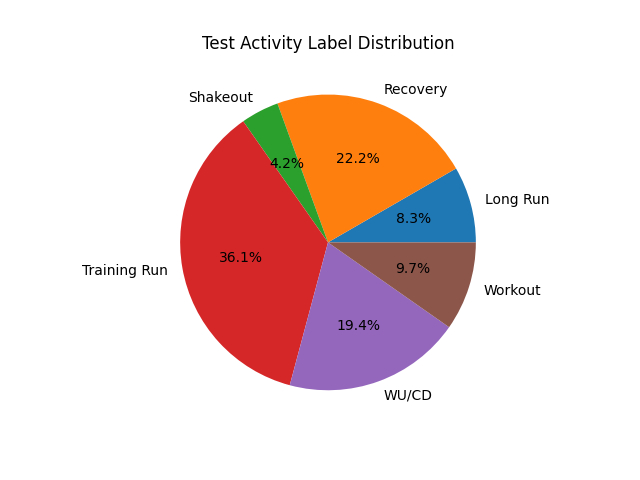 Test Activity Label Distribution
Recovery
Shakeout
22.2%
4.2%
Long Run
8.3%
36.1%
Training Run
9.7%
Workout
19.4%
WU/CD